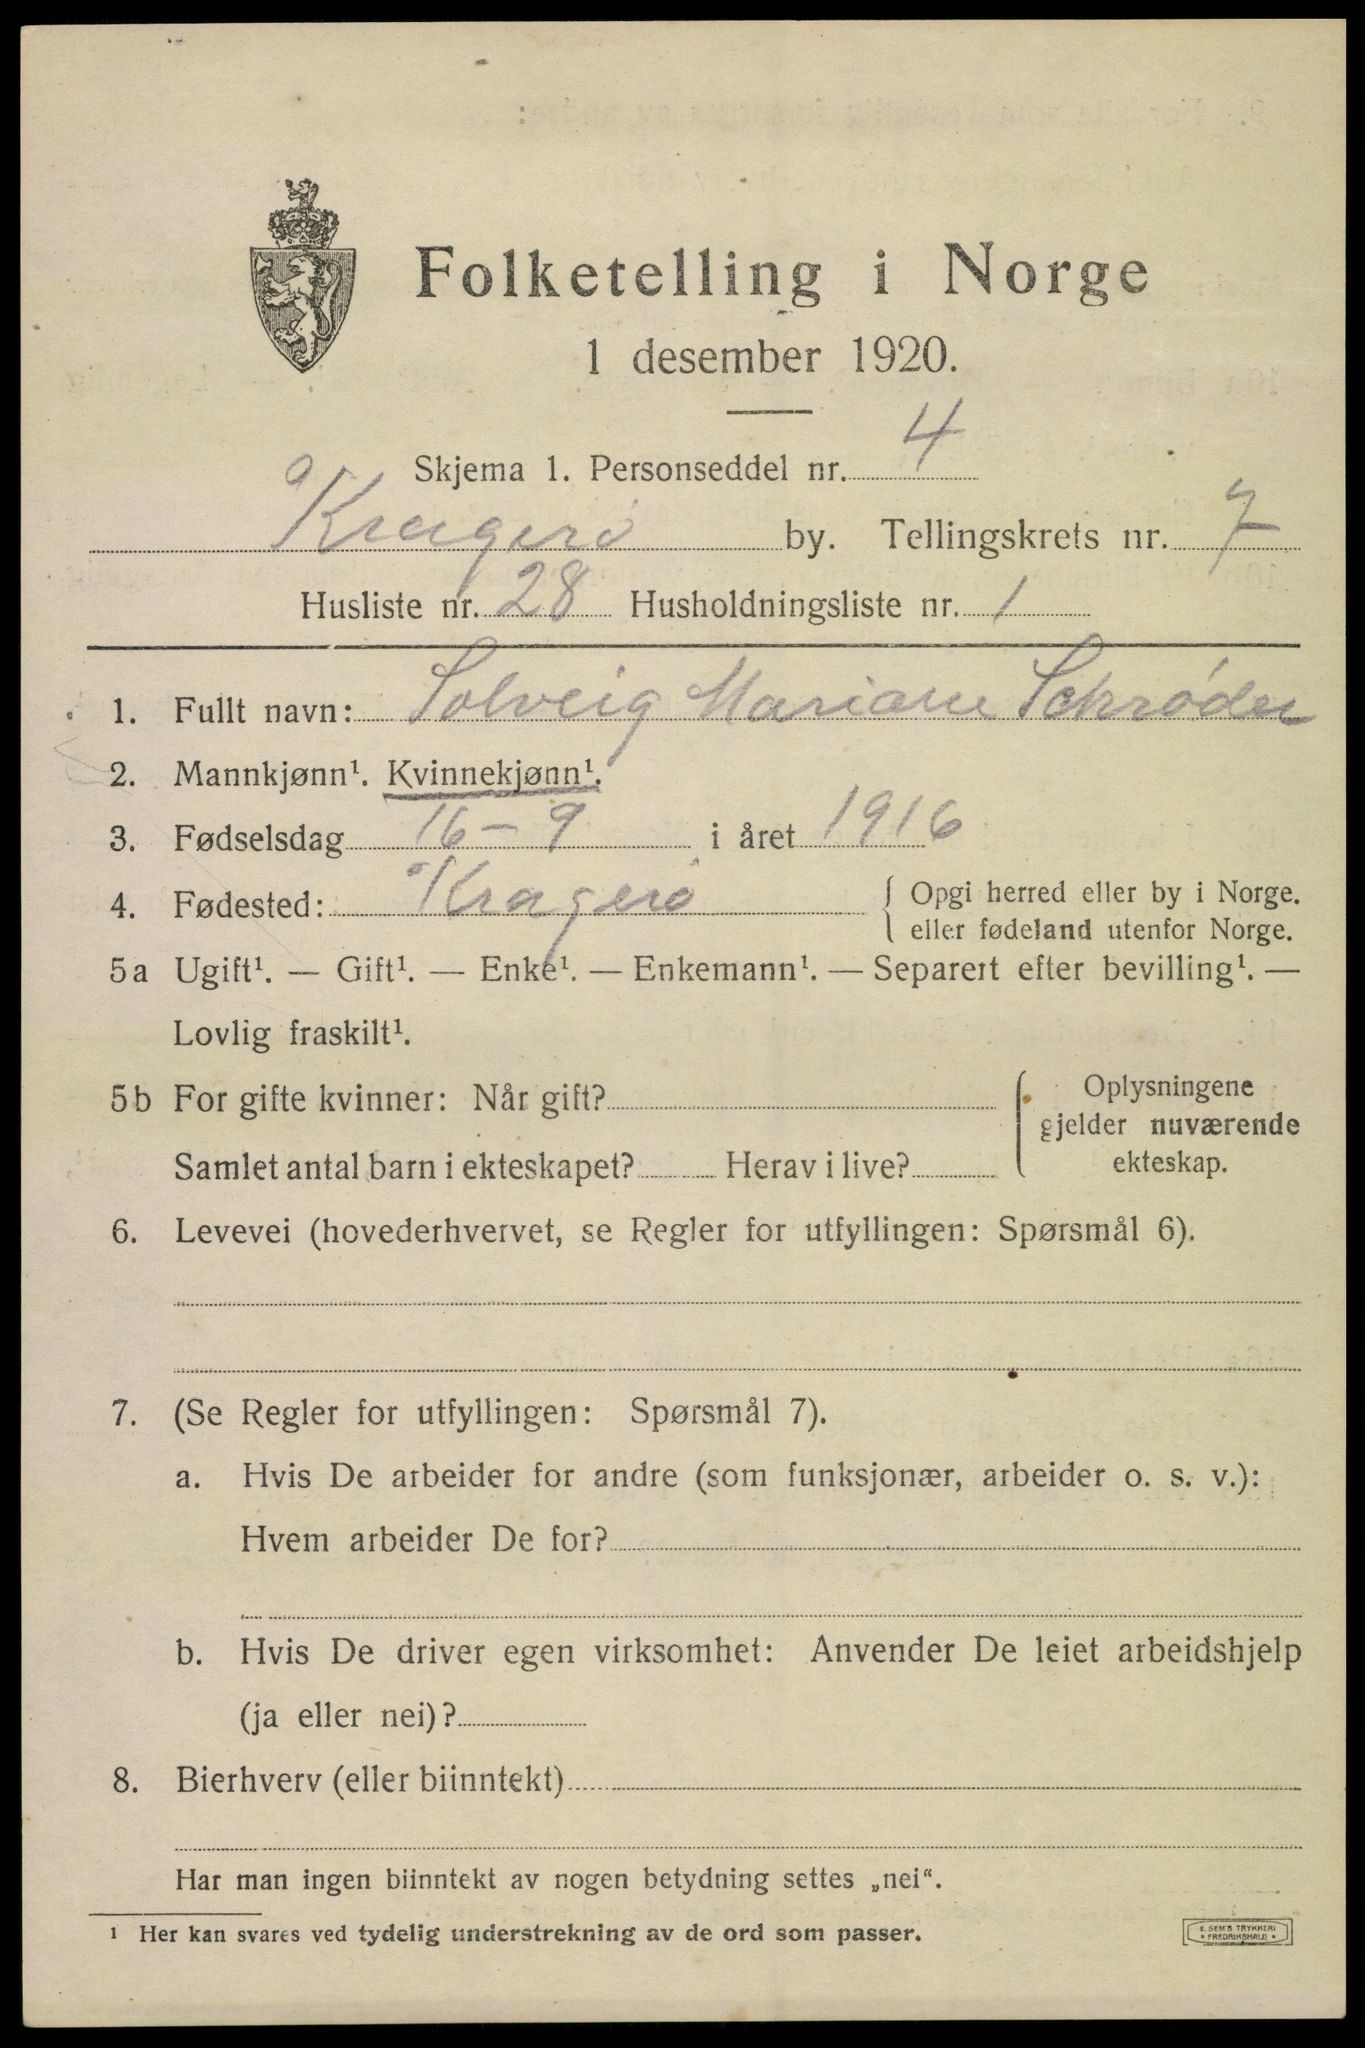 Folketelling i Norge
1 desember 1920.
Skjema 1. Personseddel nr. 4
Kragerø by. Tellingskrets nr. 7
Husliste nr. 28 Husholdningsliste nr. 1
1. Fullt navn: Solveig Mariane Schrøder
2. Mannkjønn¹. Kvinnekjønn¹.
3. Fødselsdag 16-9 i året 1916
4. Fødested: Kragerø { Opgi herred eller by i Norge.
eller fødeland utenfor Norge.
5a Ugift¹. — Gift¹. — Enke¹. — Enkemann¹. — Separert efter bevilling¹. —
Lovlig fraskilt¹.
5b For gifte kvinner: Når gift?
Samlet antal barn i ekteskapet? Herav i live?
Oplysningene
gjelder nuværende
ekteskap.
6. Levevei (hovederhvervet, se Regler for utfyllingen: Spørsmål 6).
7. (Se Regler for utfyllingen: Spørsmål 7).
a. Hvis De arbeider for andre (som funksjonær, arbeider o. s. v.):
Hvem arbeider De for?
b. Hvis De driver egen virksomhet: Anvender De leiet arbeidshjelp
(ja eller nei)?
8. Bierhverv (eller biinntekt)
Har man ingen biinntekt av nogen betydning settes „nei“.
¹ Her kan svares ved tydelig understrekning av de ord som passer.
E. SEM'S TRYKKERI
* FREDRIKSHALD *